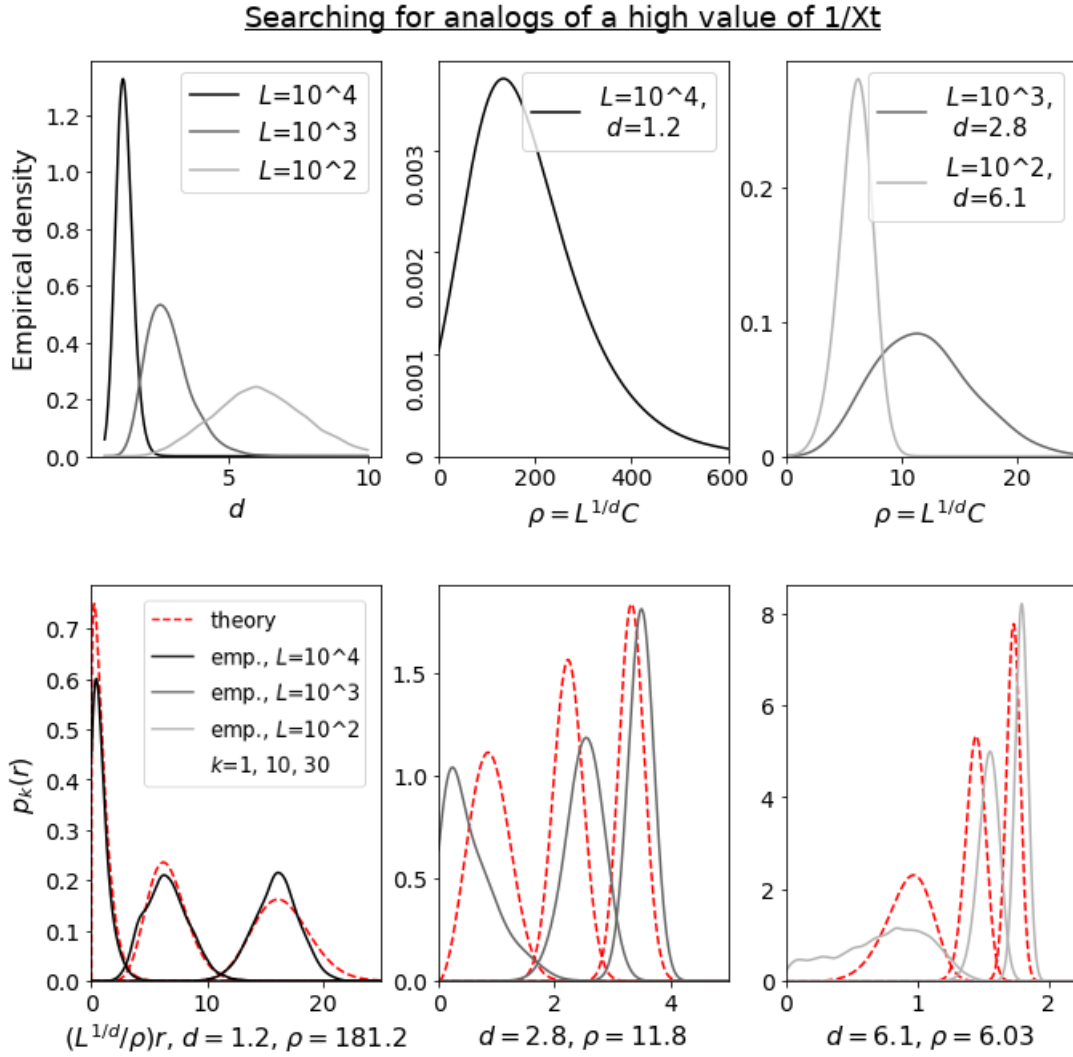 Searching for analogs of a high value of 1/Xt
Empirical density
0.0
0.2
0.4
0.6
0.8
1.0
1.2
5
10
d
L=10^4
L=10^3
L=10^2
0
0.001
0.002
0.003
0
200
400
600
ρ = L^{1/d}C
L=10^4,
d=1.2
0
0.1
0.2
0
10
20
ρ = L^{1/d}C
L=10^3,
d=2.8
L=10^2,
d=6.1
p_k(r)
0.0
0.1
0.2
0.3
0.4
0.5
0.6
0.7
0
10
20
(L^{1/d}/ρ)r, d = 1.2, ρ = 181.2
theory
emp., L=10^4
emp., L=10^3
emp., L=10^2
k=1, 10, 30
0.0
0.5
1.0
1.5
0
2
4
d = 2.8, ρ = 11.8
0
2
4
6
8
0
1
2
d = 6.1, ρ = 6.03